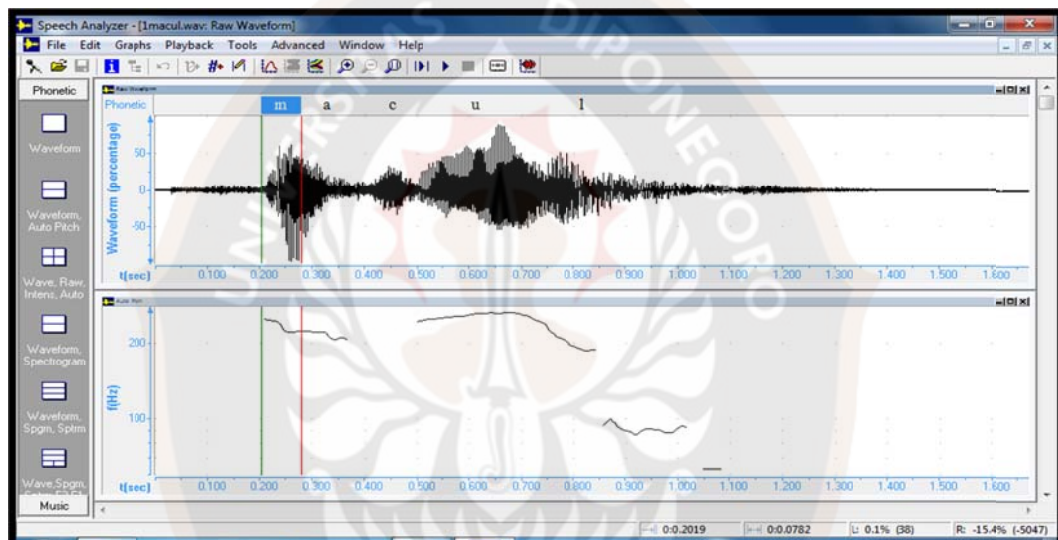 Speech Analyzer - [1macul.wav: Raw Waveform]
File Edit Graphs Playback Tools Advanced Window Help
Phonetic
Waveform
Waveform,
Auto Pitch
Wave, Raw,
Intens, Auto
Waveform,
Spectrogram
Waveform,
Spgm, Sptrm
Wave,Spgm,
Music
Raw Waveform
Phonetic m a c u l
Waveform (percentage)
50
0
-50
t(sec) 0.100 0.200 0.300 0.400 0.500 0.600 0.700 0.800 0.900 1.000 1.100 1.200 1.300 1.400 1.500 1.600
f(Hz)
200
100
t(sec) 0.100 0.200 0.300 0.400 0.500 0.600 0.700 0.800 0.900 1.000 1.100 1.200 1.300 1.400 1.500 1.600
0:0.2019 0:0.0782 L: 0.1% (38) R: -15.4% (-5047)
UNIVERSITAS DIPONEGORO